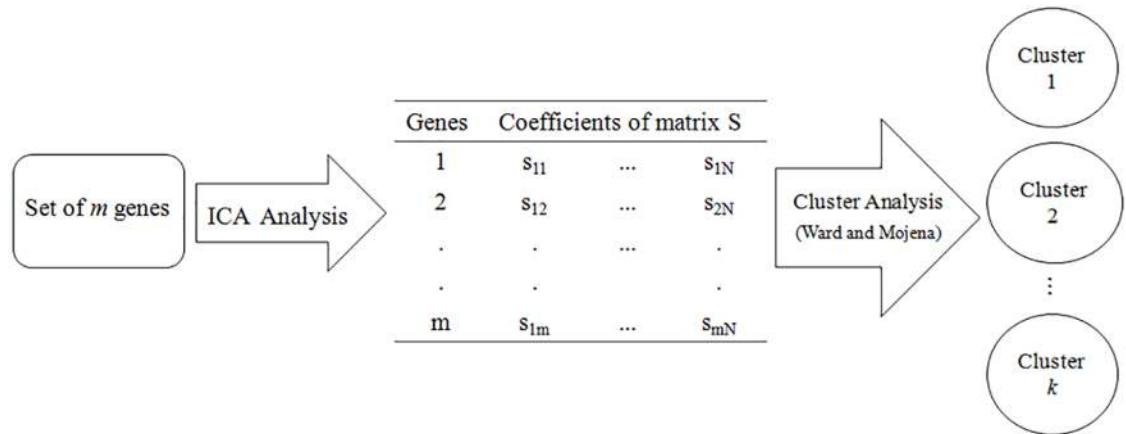 Set of m genes
ICA Analysis
Genes Coefficients of matrix S
1 s11 ... s1N
2 s12 ... s2N
. . ... .
. . .
m s1m ... smN
Cluster Analysis
(Ward and Mojena)
Cluster
1
Cluster
2
⋮
Cluster
k